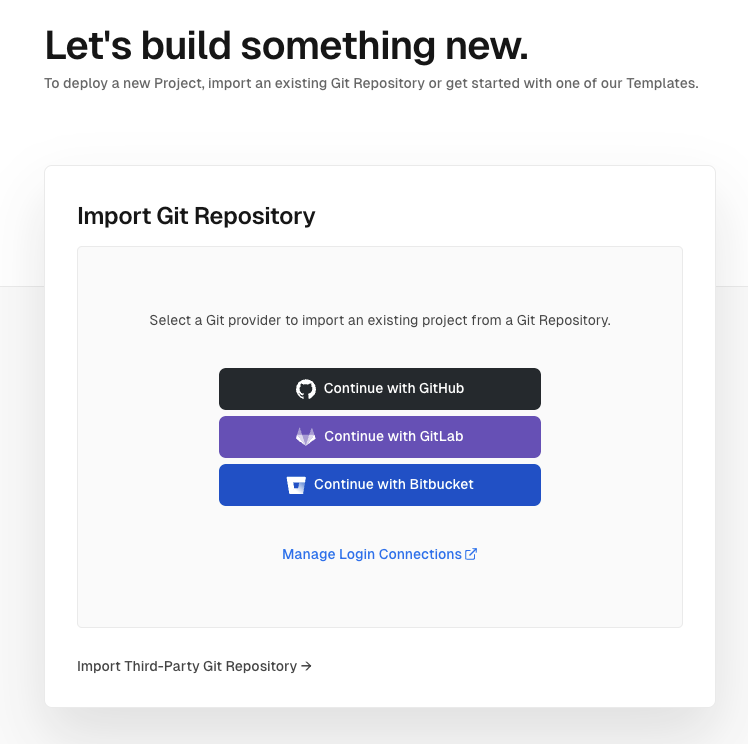 Let's build something new.
To deploy a new Project, import an existing Git Repository or get started with one of our Templates.
Import Git Repository
Select a Git provider to import an existing project from a Git Repository.
Continue with GitHub
Continue with GitLab
Continue with Bitbucket
Manage Login Connections
Import Third-Party Git Repository →